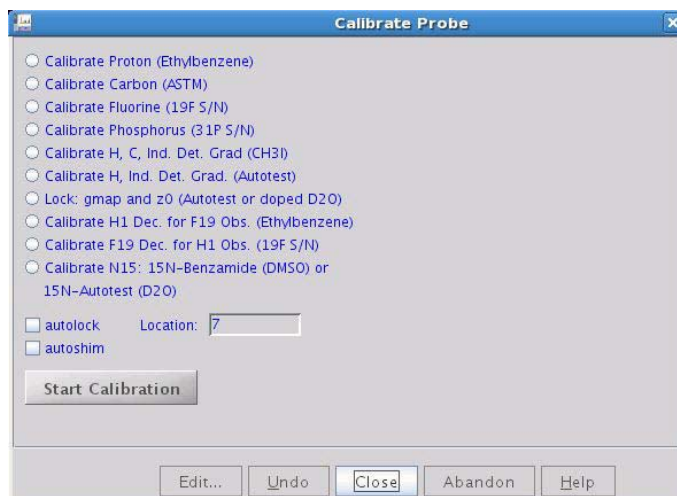 Calibrate Probe
Calibrate Proton (Ethylbenzene)
Calibrate Carbon (ASTM)
Calibrate Fluorine (19F S/N)
Calibrate Phosphorus (31P S/N)
Calibrate H, C, Ind. Det. Grad (CH3I)
Calibrate H, Ind. Det. Grad. (Autotest)
Lock: gmap and z0 (Autotest or doped D2O)
Calibrate H1 Dec. for F19 Obs. (Ethylbenzene)
Calibrate F19 Dec. for H1 Obs. (19F S/N)
Calibrate N15: 15N-Benzamide (DMSO) or
15N-Autotest (D2O)
autolock Location: 7
autoshim
Start Calibration
Edit... Undo Close Abandon Help